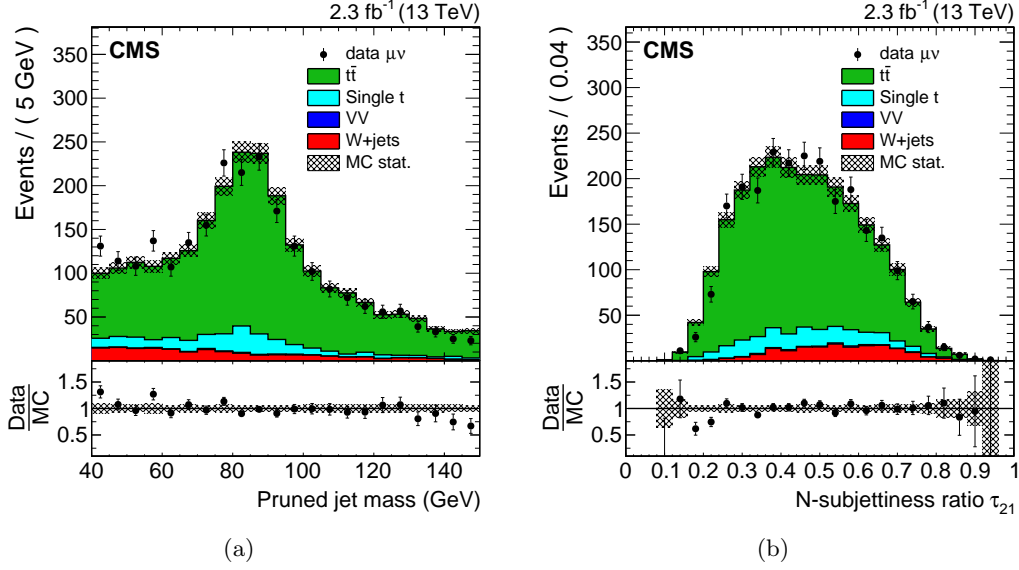 2.3 fb⁻¹ (13 TeV)
CMS
data μν
tt̄
Single t
VV
W+jets
MC stat.
Events / ( 5 GeV )
350
300
250
200
150
100
50
Data
MC
1.5
1
0.5
40 60 80 100 120 140
Pruned jet mass (GeV)
(a)
2.3 fb⁻¹ (13 TeV)
CMS
data μν
tt̄
Single t
VV
W+jets
MC stat.
Events / ( 0.04 )
350
300
250
200
150
100
50
Data
MC
1.5
1
0.5
0 0.1 0.2 0.3 0.4 0.5 0.6 0.7 0.8 0.9 1
N-subjettiness ratio τ₂₁
(b)